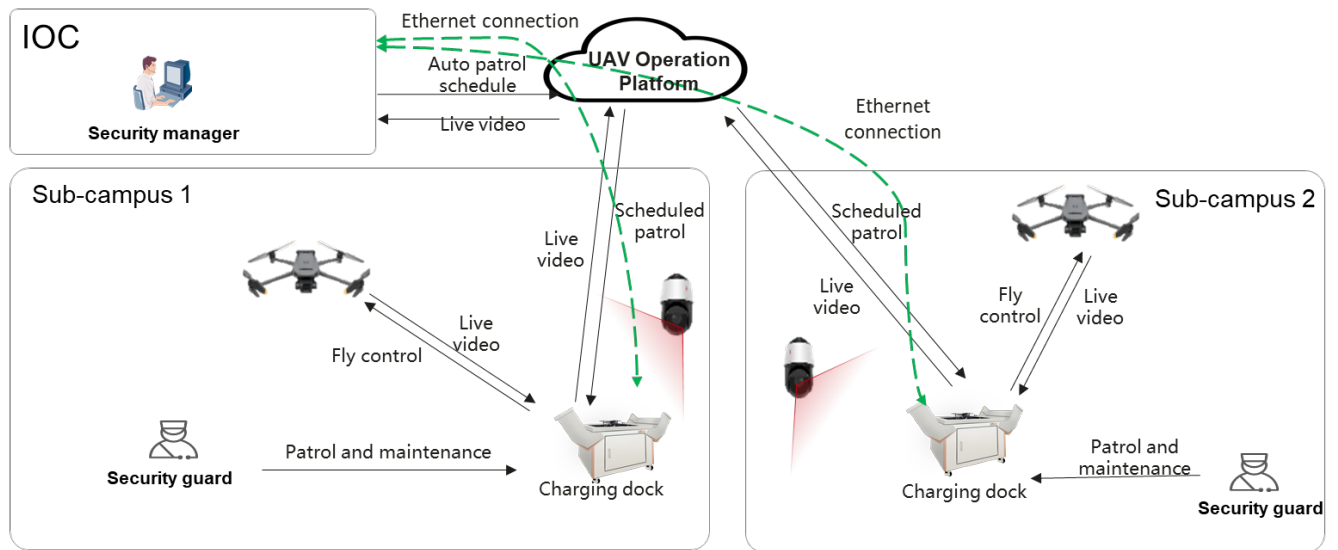 IOC
Security manager
Ethernet connection
UAV Operation
Platform
Auto patrol
schedule
Live video
Ethernet
connection
Sub-campus 1
Scheduled
patrol
Live
video
Live
video
Fly control
Security guard
Patrol and maintenance
Charging dock
Sub-campus 2
Scheduled
patrol
Live
video
Fly
control
Live
video
Charging dock
Patrol and
maintenance
Security guard